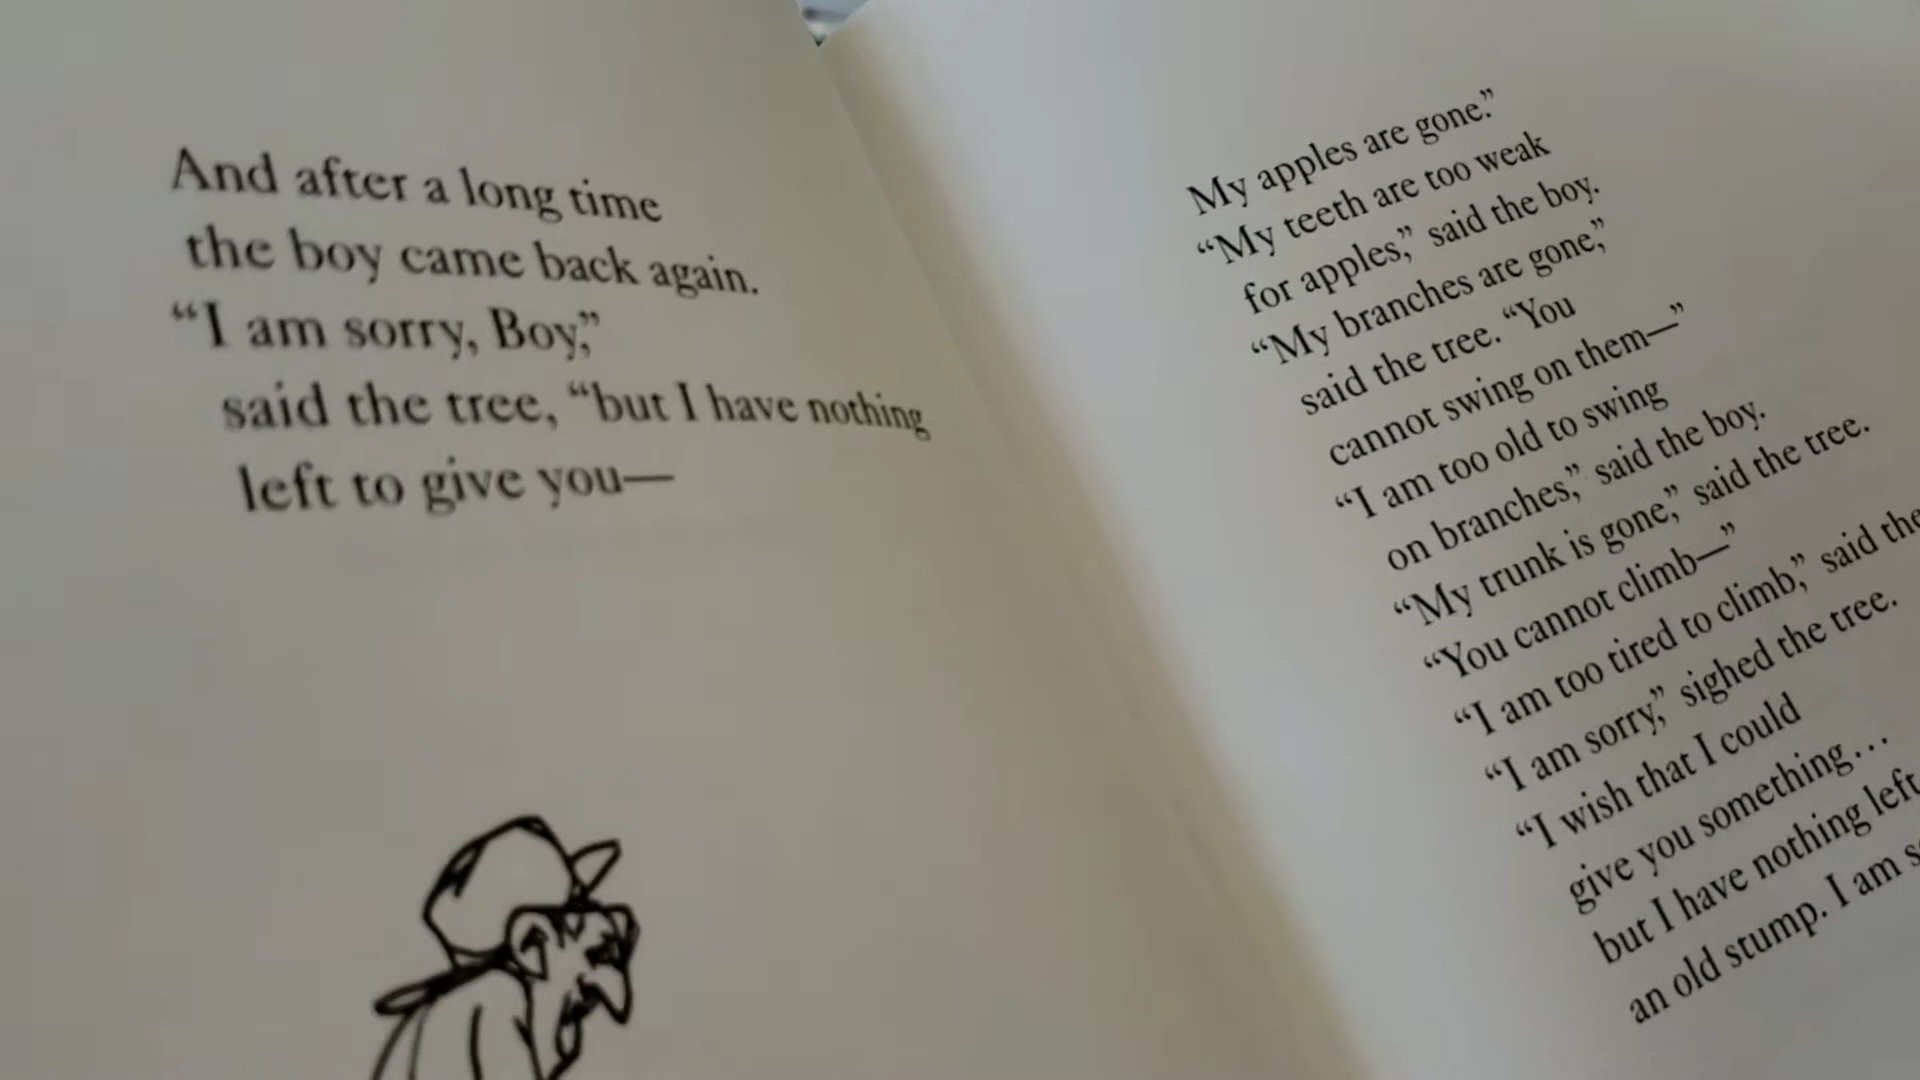 And after a long time
the boy came back again.
“I am sorry, Boy,”
said the tree, “but I have nothing
left to give you—
My apples are gone.”
“My teeth are too weak
for apples,” said the boy.
“My branches are gone,”
said the tree. “You
cannot swing on them—”
“I am too old to swing
on branches,” said the boy.
“My trunk is gone,” said the tree.
“You cannot climb—”
“I am too tired to climb,” said the
“I am sorry,” sighed the tree.
“I wish that I could
give you something...
but I have nothing left
an old stump. I am